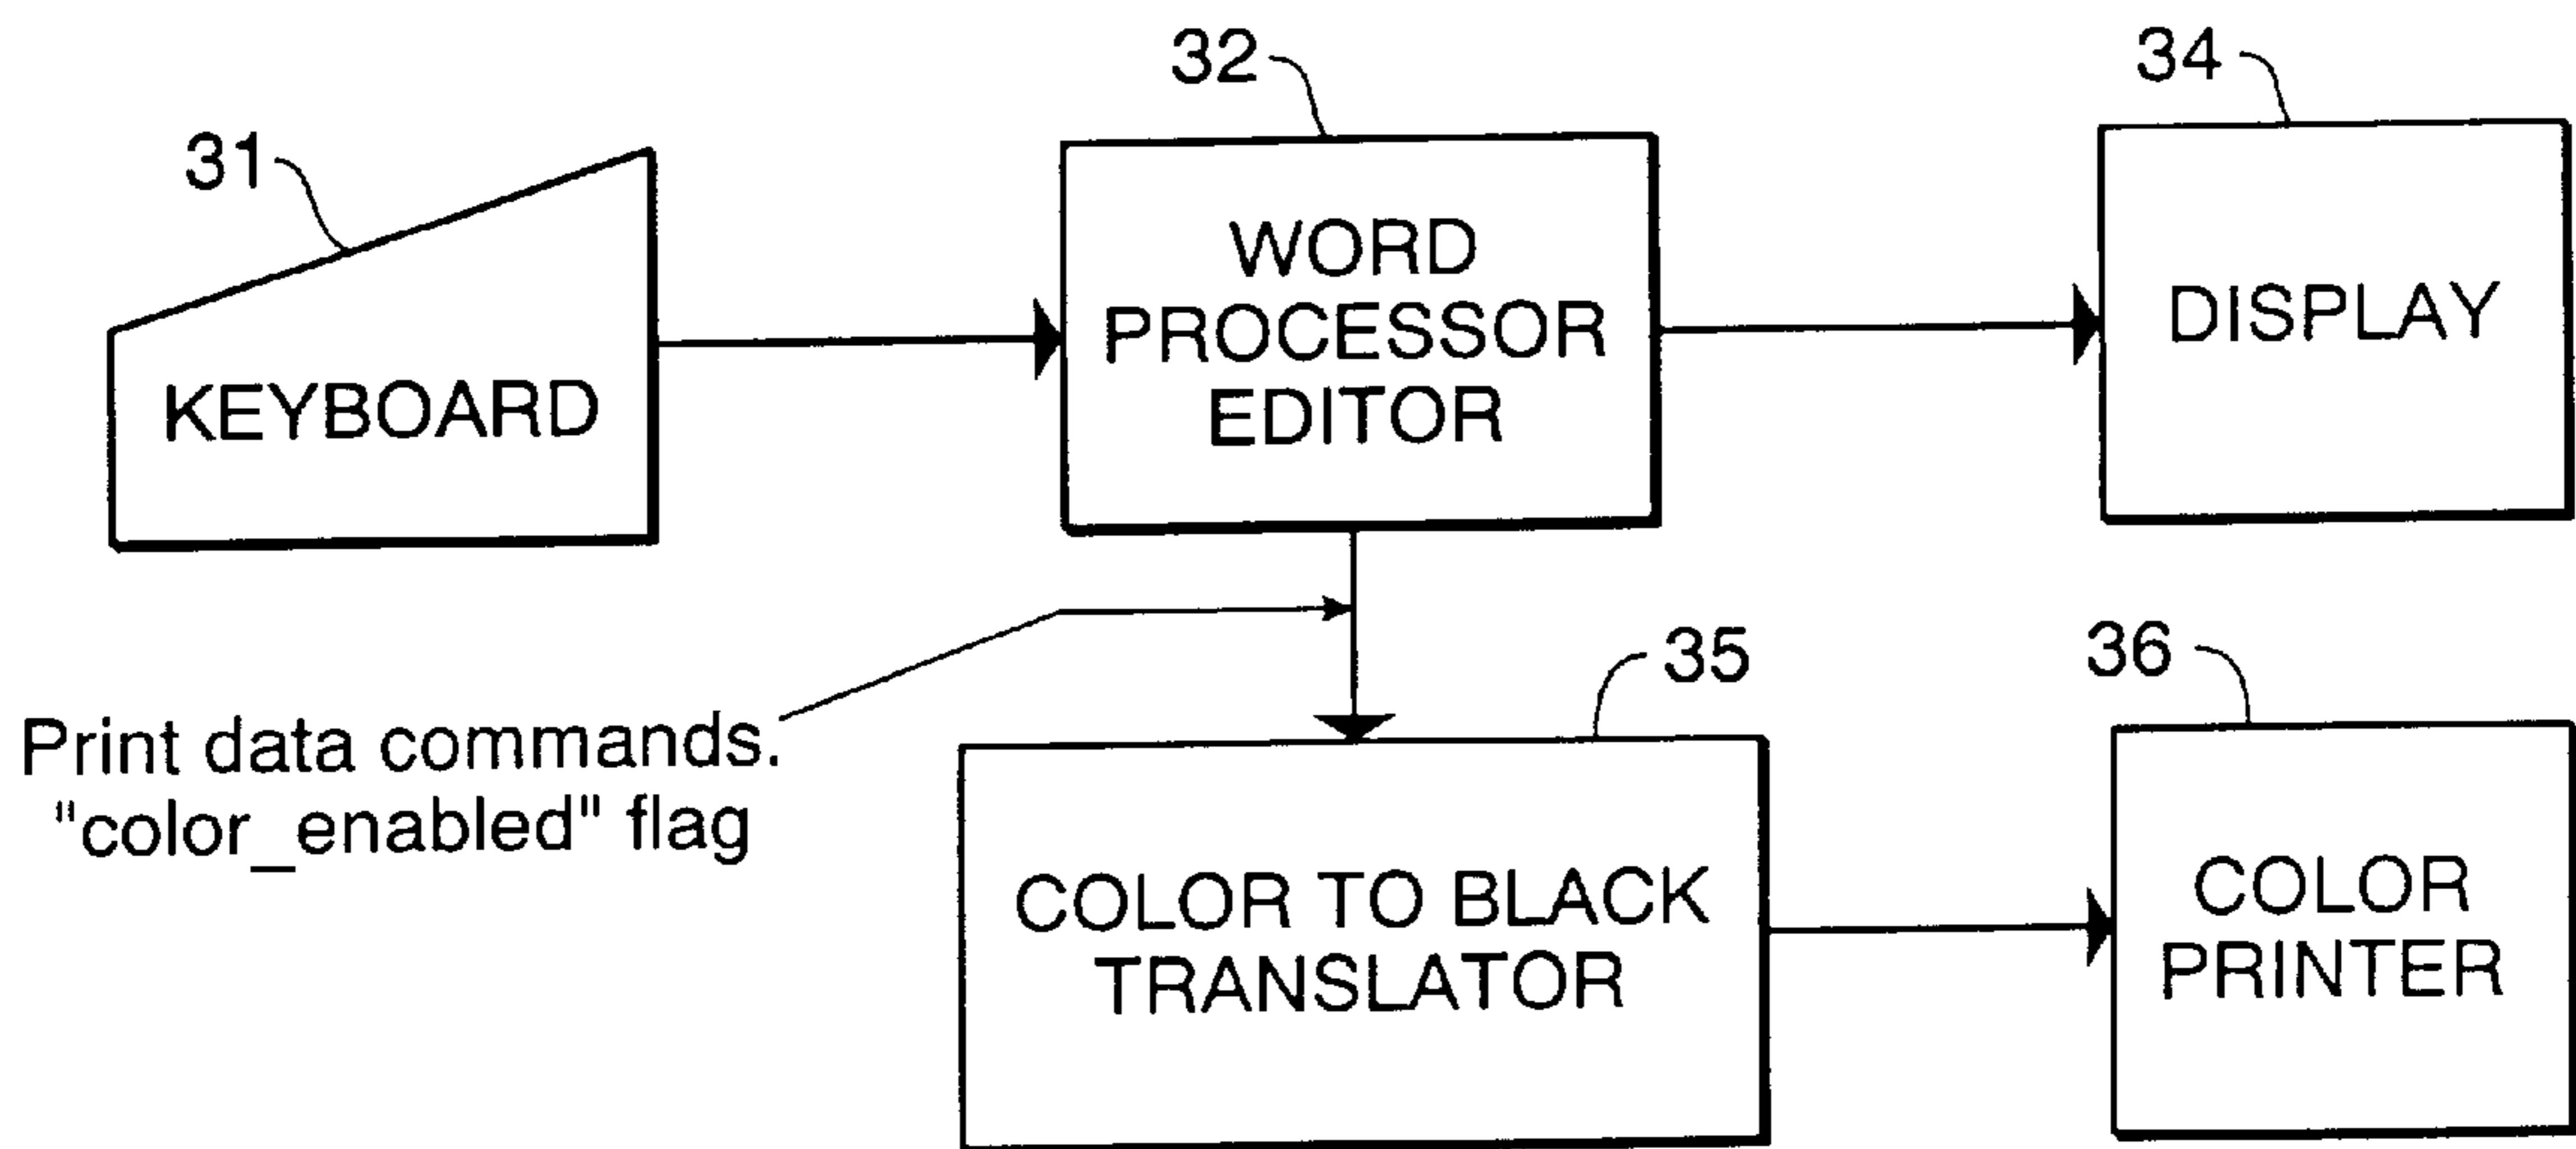 31
KEYBOARD
32
WORD
PROCESSOR
EDITOR
34
DISPLAY
Print data commands.
"color_enabled" flag
35
COLOR TO BLACK
TRANSLATOR
36
COLOR
PRINTER